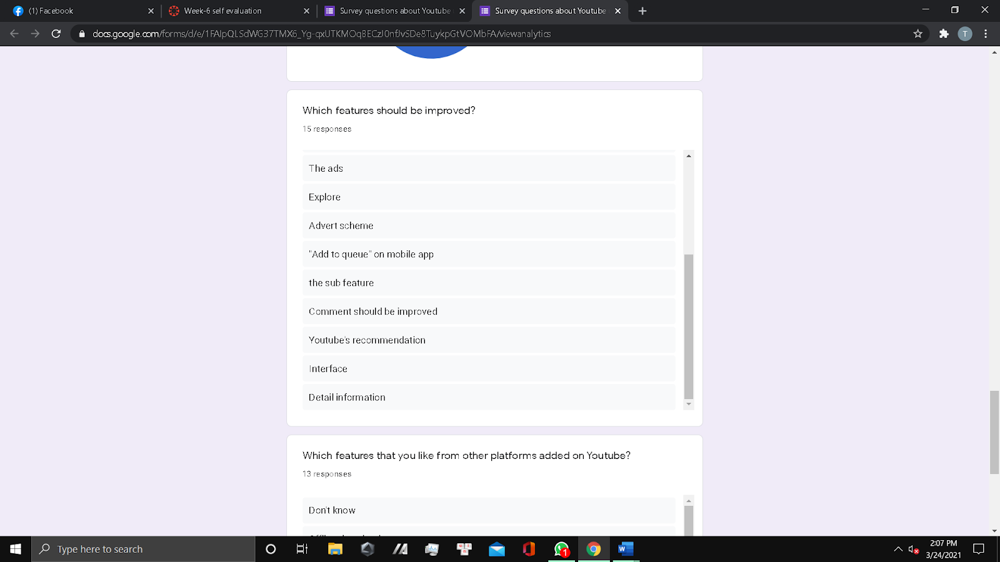 (1) Facebook
Week-6 self evaluation
Survey questions about Youtube
Survey questions about Youtube
docs.google.com/forms/d/e/1FAIpQLSdWG37TMX6_Yg-qxUTKMOqBECzJ0nfJvSDe8TuykpGtVOMbFA/viewanalytics
T
Which features should be improved?
15 responses
The ads
Explore
Advert scheme
"Add to queue" on mobile app
the sub feature
Comment should be improved
Youtube's recommendation
Interface
Detail information
Which features that you like from other platforms added on Youtube?
13 responses
Don't know
Type here to search
1
W
2:07 PM
3/24/2021